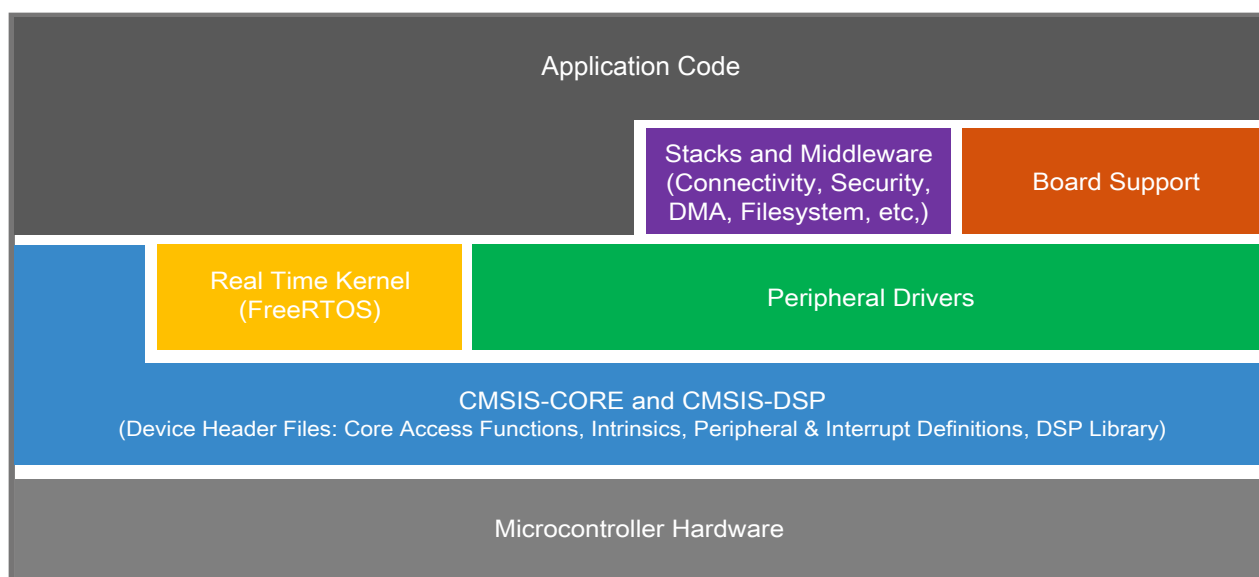 Application Code
Stacks and Middleware
(Connectivity, Security,
DMA, Filesystem, etc,)
Board Support
Real Time Kernel
(FreeRTOS)
Peripheral Drivers
CMSIS-CORE and CMSIS-DSP
(Device Header Files: Core Access Functions, Intrinsics, Peripheral & Interrupt Definitions, DSP Library)
Microcontroller Hardware